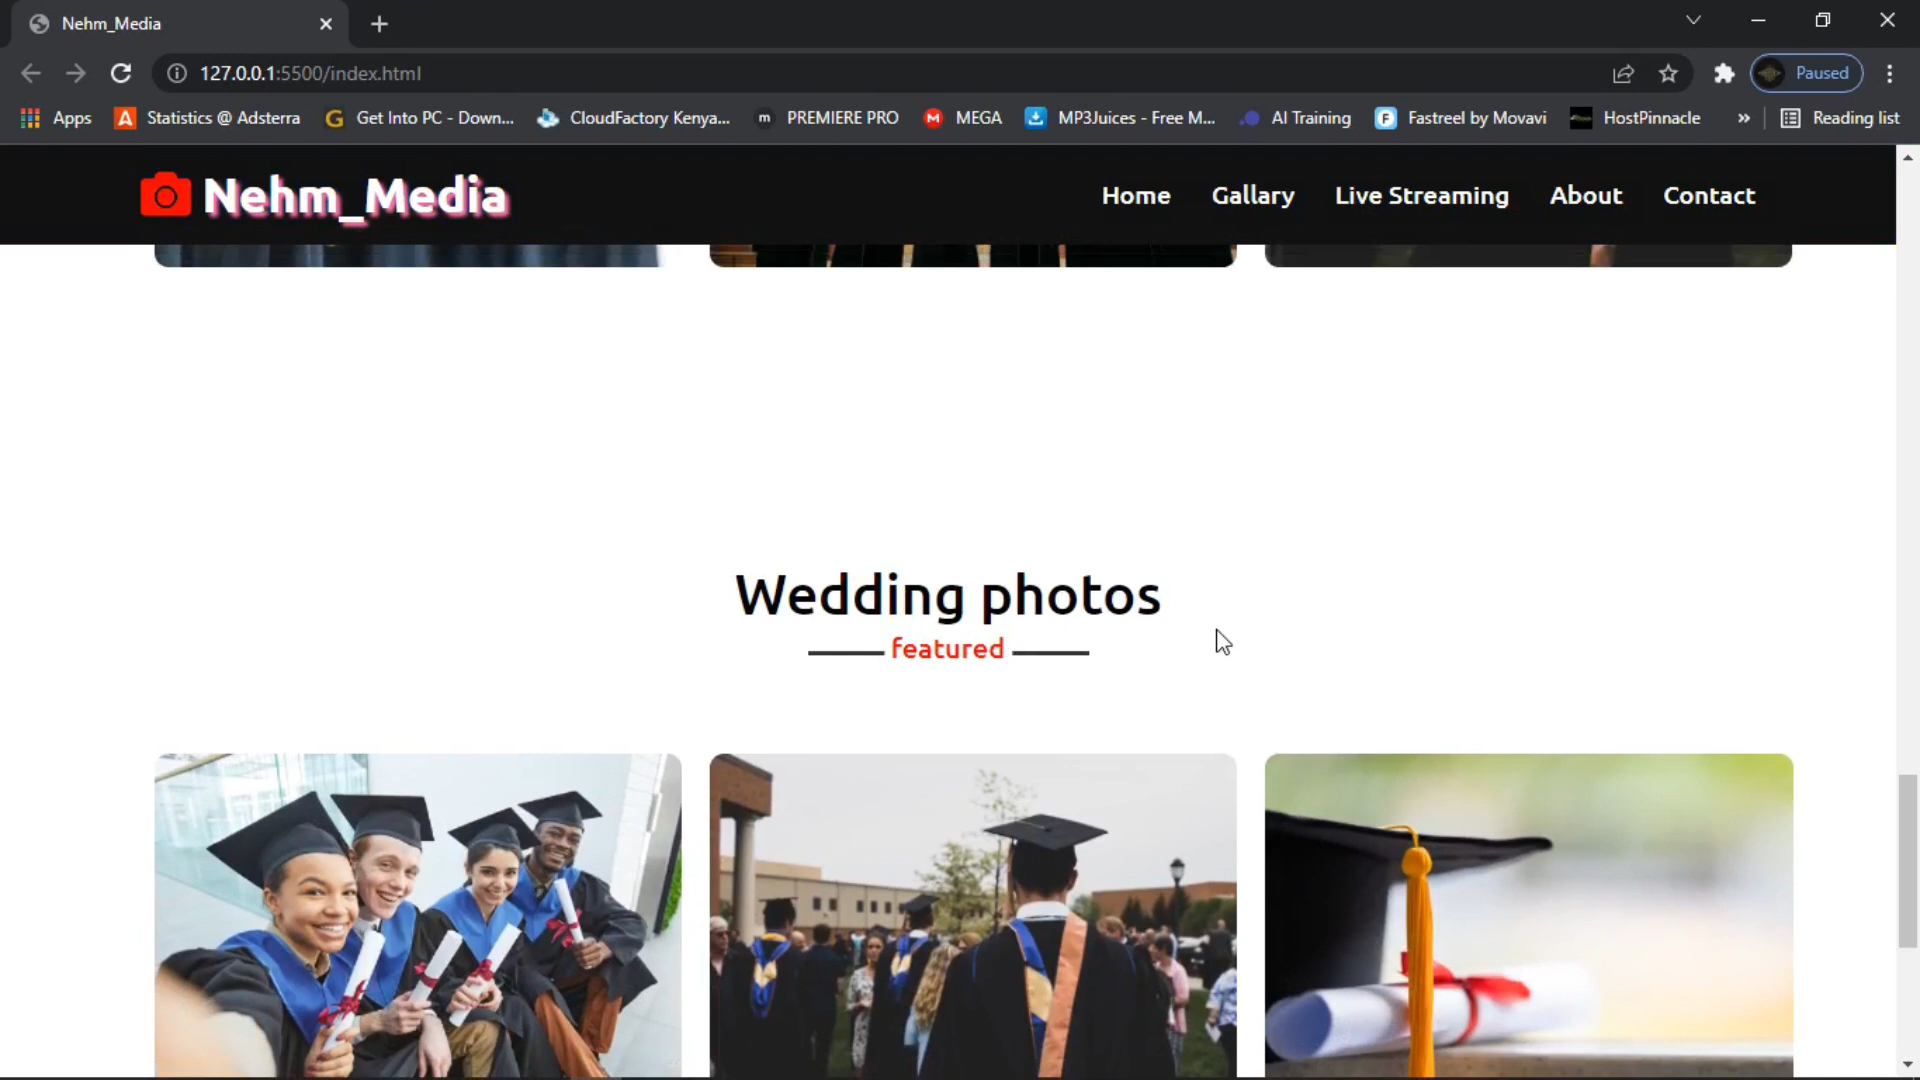 Nehm_Media
127.0.0.1:5500/index.html
Paused
Apps
Statistics @ Adsterra
Get Into PC - Down...
CloudFactory Kenya...
PREMIERE PRO
MEGA
MP3Juices - Free M...
AI Training
Fastreel by Movavi
HostPinnacle
»
Reading list
Nehm_Media
Home
Gallary
Live Streaming
About
Contact
Wedding photos
featured